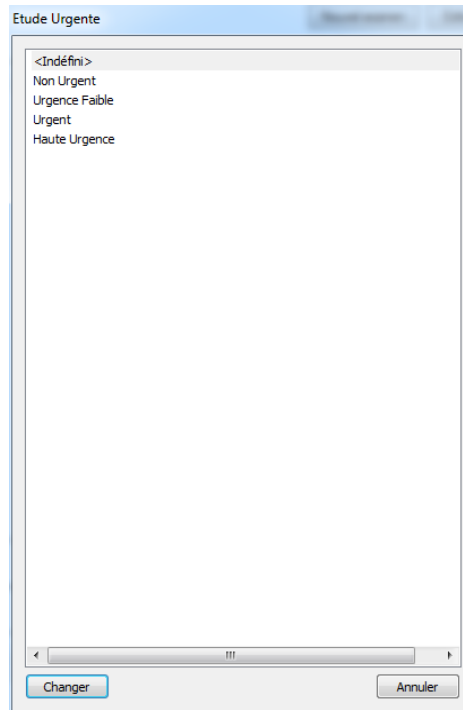 Etude Urgente
<Indéfini>
Non Urgent
Urgence Faible
Urgent
Haute Urgence
Changer
Annuler